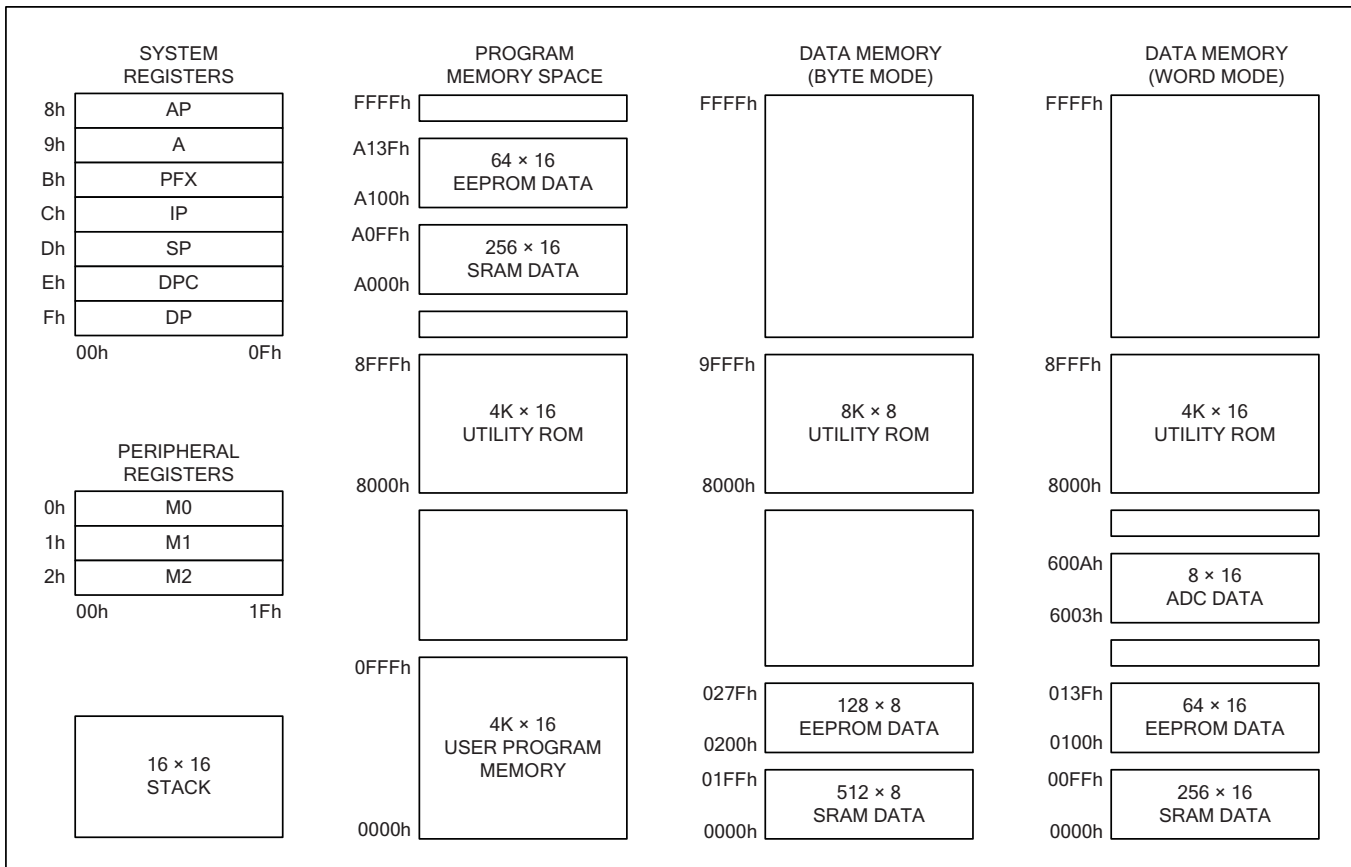 SYSTEM
REGISTERS
8h AP
9h A
Bh PFX
Ch IP
Dh SP
Eh DPC
Fh DP
00h 0Fh
PERIPHERAL
REGISTERS
0h M0
1h M1
2h M2
00h 1Fh
16 × 16
STACK
PROGRAM
MEMORY SPACE
FFFFh
A13Fh
64 × 16
EEPROM DATA
A100h
A0FFh
256 × 16
SRAM DATA
A000h
8FFFh
4K × 16
UTILITY ROM
8000h
0FFFh
4K × 16
USER PROGRAM
MEMORY
0000h
DATA MEMORY
(BYTE MODE)
FFFFh
9FFFh
8K × 8
UTILITY ROM
8000h
027Fh
128 × 8
EEPROM DATA
0200h
01FFh
512 × 8
SRAM DATA
0000h
DATA MEMORY
(WORD MODE)
FFFFh
8FFFh
4K × 16
UTILITY ROM
8000h
600Ah
8 × 16
ADC DATA
6003h
013Fh
64 × 16
EEPROM DATA
0100h
00FFh
256 × 16
SRAM DATA
0000h